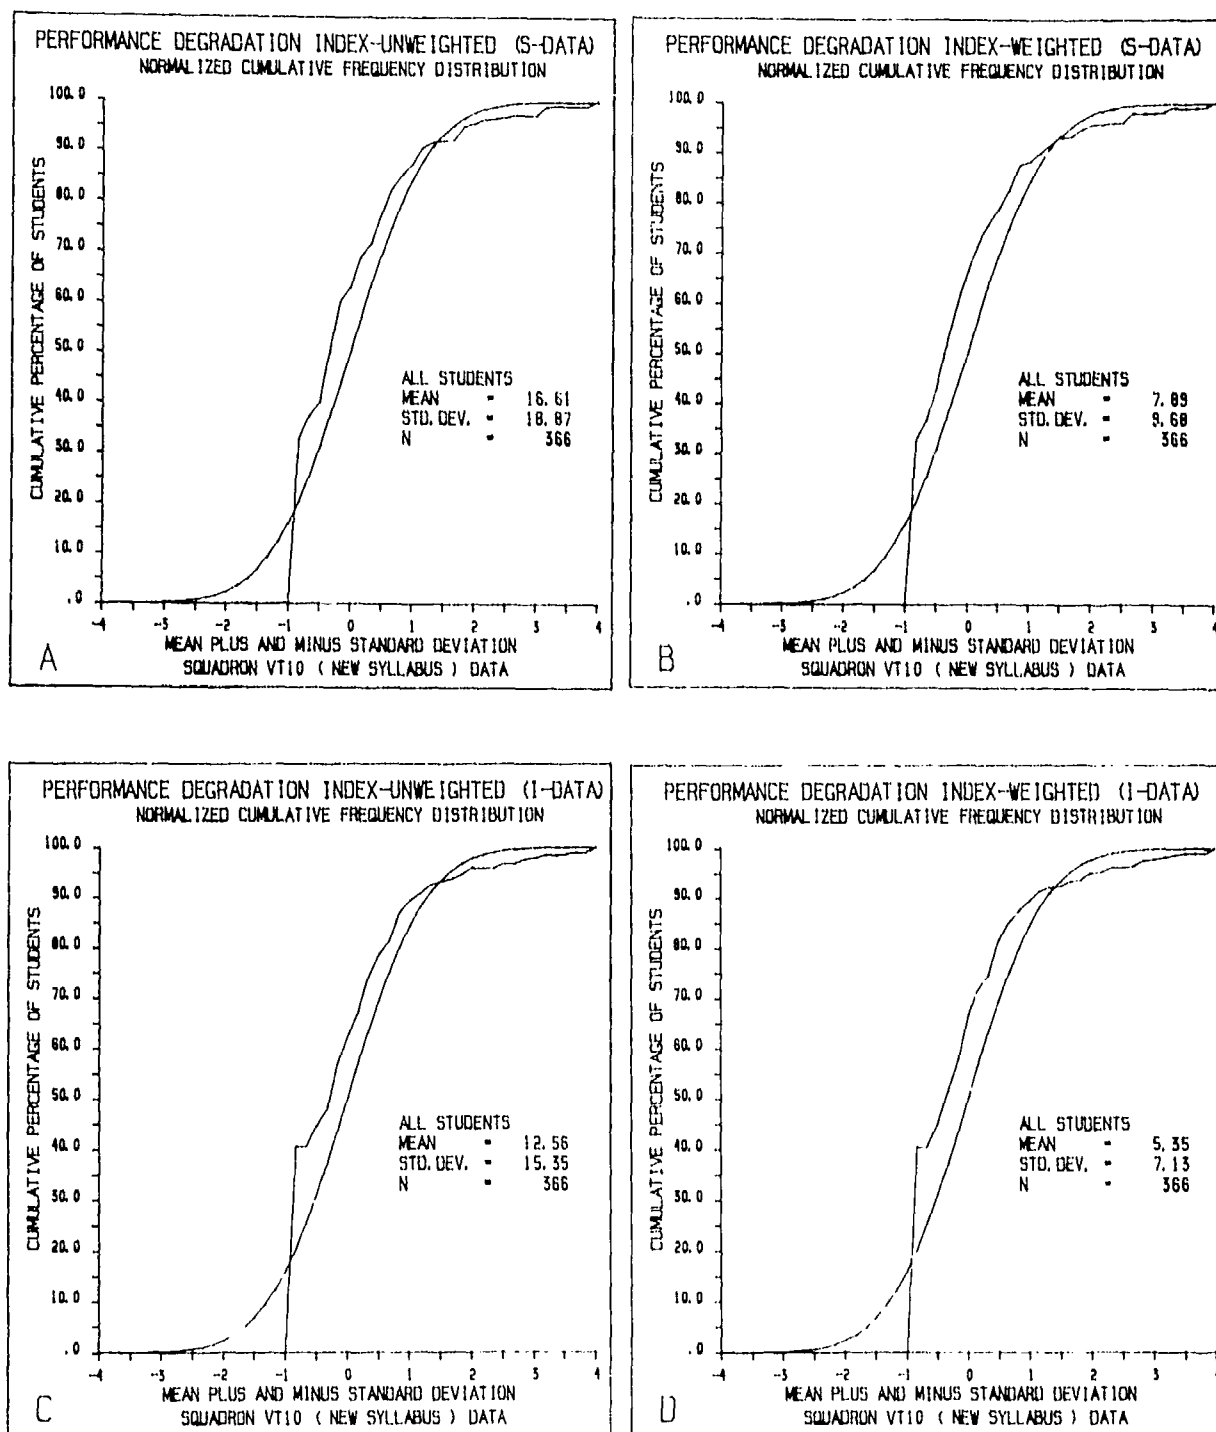 PERFORMANCE DEGRADATION INDEX-UNWEIGHTED (S-DATA)
NORMALIZED CUMULATIVE FREQUENCY DISTRIBUTION
CUMULATIVE PERCENTAGE OF STUDENTS
100.0
90.0
80.0
70.0
60.0
50.0
40.0
30.0
20.0
10.0
.0
ALL STUDENTS
MEAN = 16.61
STD.DEV. = 18.87
N = 366
-4 -3 -2 -1 0 1 2 3 4
MEAN PLUS AND MINUS STANDARD DEVIATION
SQUADRON VT10 ( NEW SYLLABUS ) DATA
A
PERFORMANCE DEGRADATION INDEX-WEIGHTED (S-DATA)
NORMALIZED CUMULATIVE FREQUENCY DISTRIBUTION
CUMULATIVE PERCENTAGE OF STUDENTS
100.0
90.0
80.0
70.0
60.0
50.0
40.0
30.0
20.0
10.0
.0
ALL STUDENTS
MEAN = 7.89
STD.DEV. = 9.68
N = 366
-4 -3 -2 -1 0 1 2 3 4
MEAN PLUS AND MINUS STANDARD DEVIATION
SQUADRON VT10 ( NEW SYLLABUS ) DATA
B
PERFORMANCE DEGRADATION INDEX-UNWEIGHTED (I-DATA)
NORMALIZED CUMULATIVE FREQUENCY DISTRIBUTION
CUMULATIVE PERCENTAGE OF STUDENTS
100.0
90.0
80.0
70.0
60.0
50.0
40.0
30.0
20.0
10.0
.0
ALL STUDENTS
MEAN = 12.56
STD.DEV. = 15.35
N = 366
-4 -3 -2 -1 0 1 2 3 4
MEAN PLUS AND MINUS STANDARD DEVIATION
SQUADRON VT10 ( NEW SYLLABUS ) DATA
C
PERFORMANCE DEGRADATION INDEX-WEIGHTED (I-DATA)
NORMALIZED CUMULATIVE FREQUENCY DISTRIBUTION
CUMULATIVE PERCENTAGE OF STUDENTS
100.0
90.0
80.0
70.0
60.0
50.0
40.0
30.0
20.0
10.0
.0
ALL STUDENTS
MEAN = 5.35
STD.DEV. = 7.13
N = 366
-4 -3 -2 -1 0 1 2 3 4
MEAN PLUS AND MINUS STANDARD DEVIATION
SQUADRON VT10 ( NEW SYLLABUS ) DATA
D